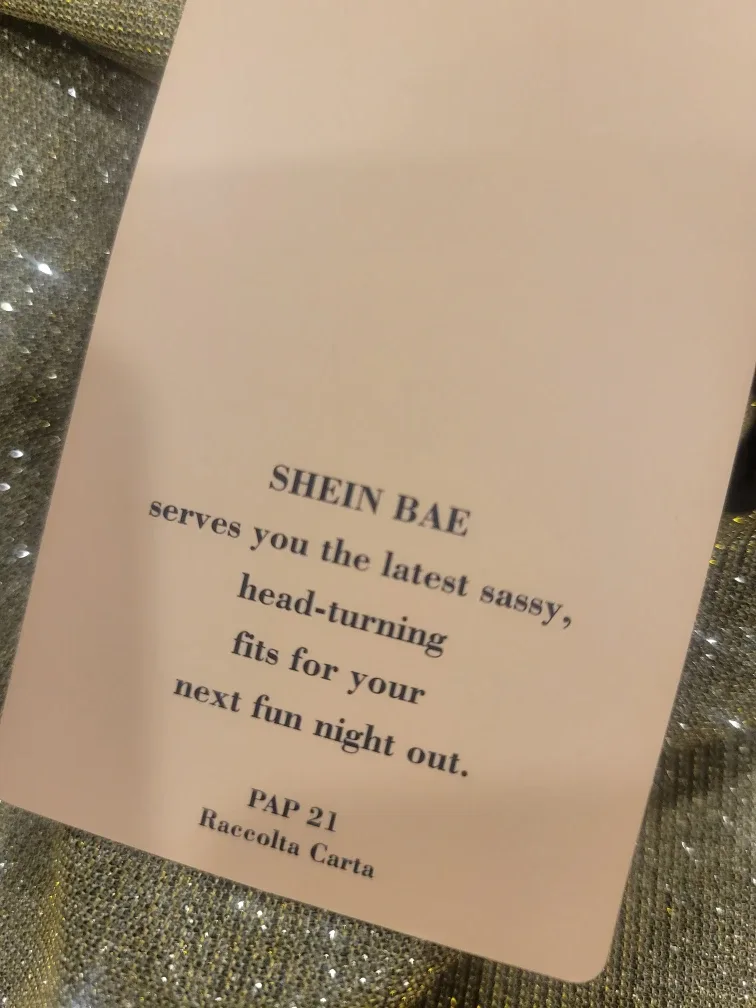 SHEIN BAE
serves you the latest sassy,
head-turning
fits for your
next fun night out.
PAP 21
Raccolta Carta